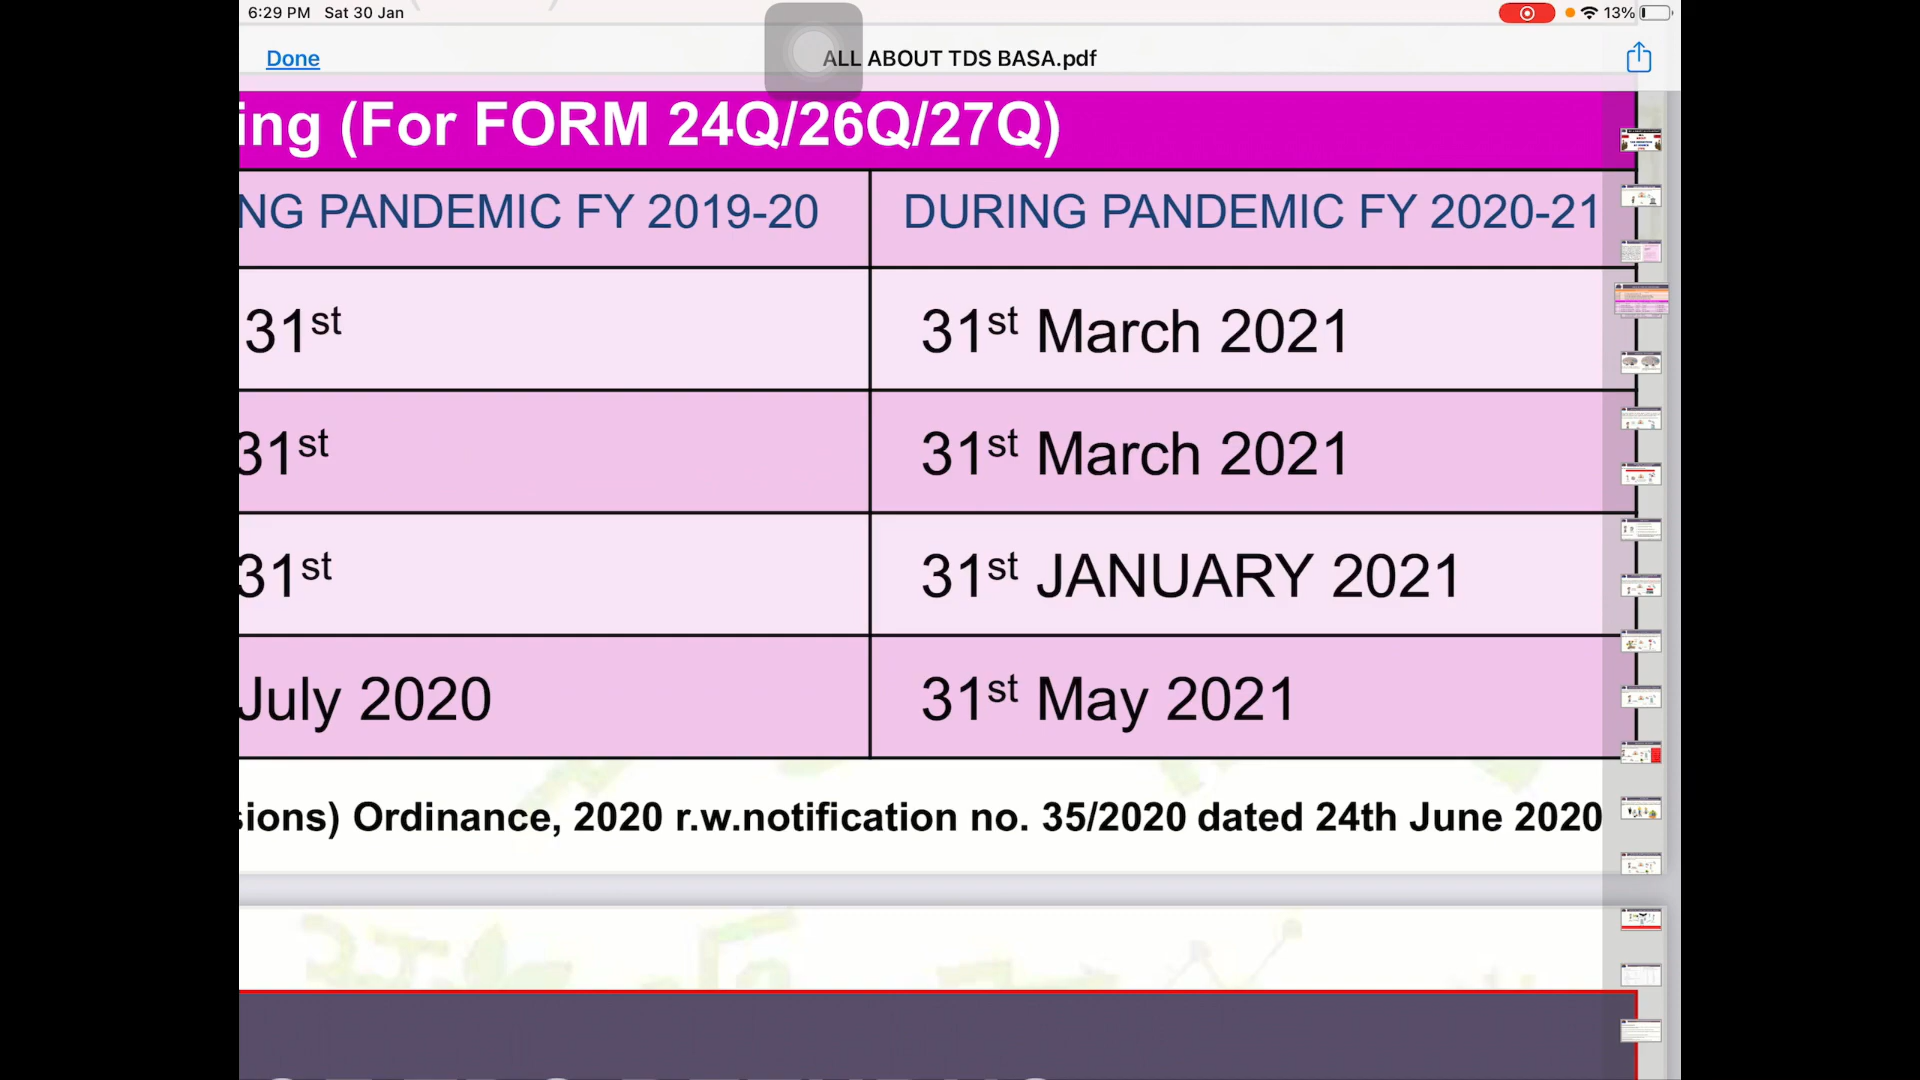 6:29 PM Sat 30 Jan
13%
Done
ALL ABOUT TDS BASA.pdf
ing (For FORM 24Q/26Q/27Q)
NG PANDEMIC FY 2019-20 DURING PANDEMIC FY 2020-21
31st 31st March 2021
31st 31st March 2021
31st 31st JANUARY 2021
July 2020 31st May 2021
sions) Ordinance, 2020 r.w.notification no. 35/2020 dated 24th June 2020